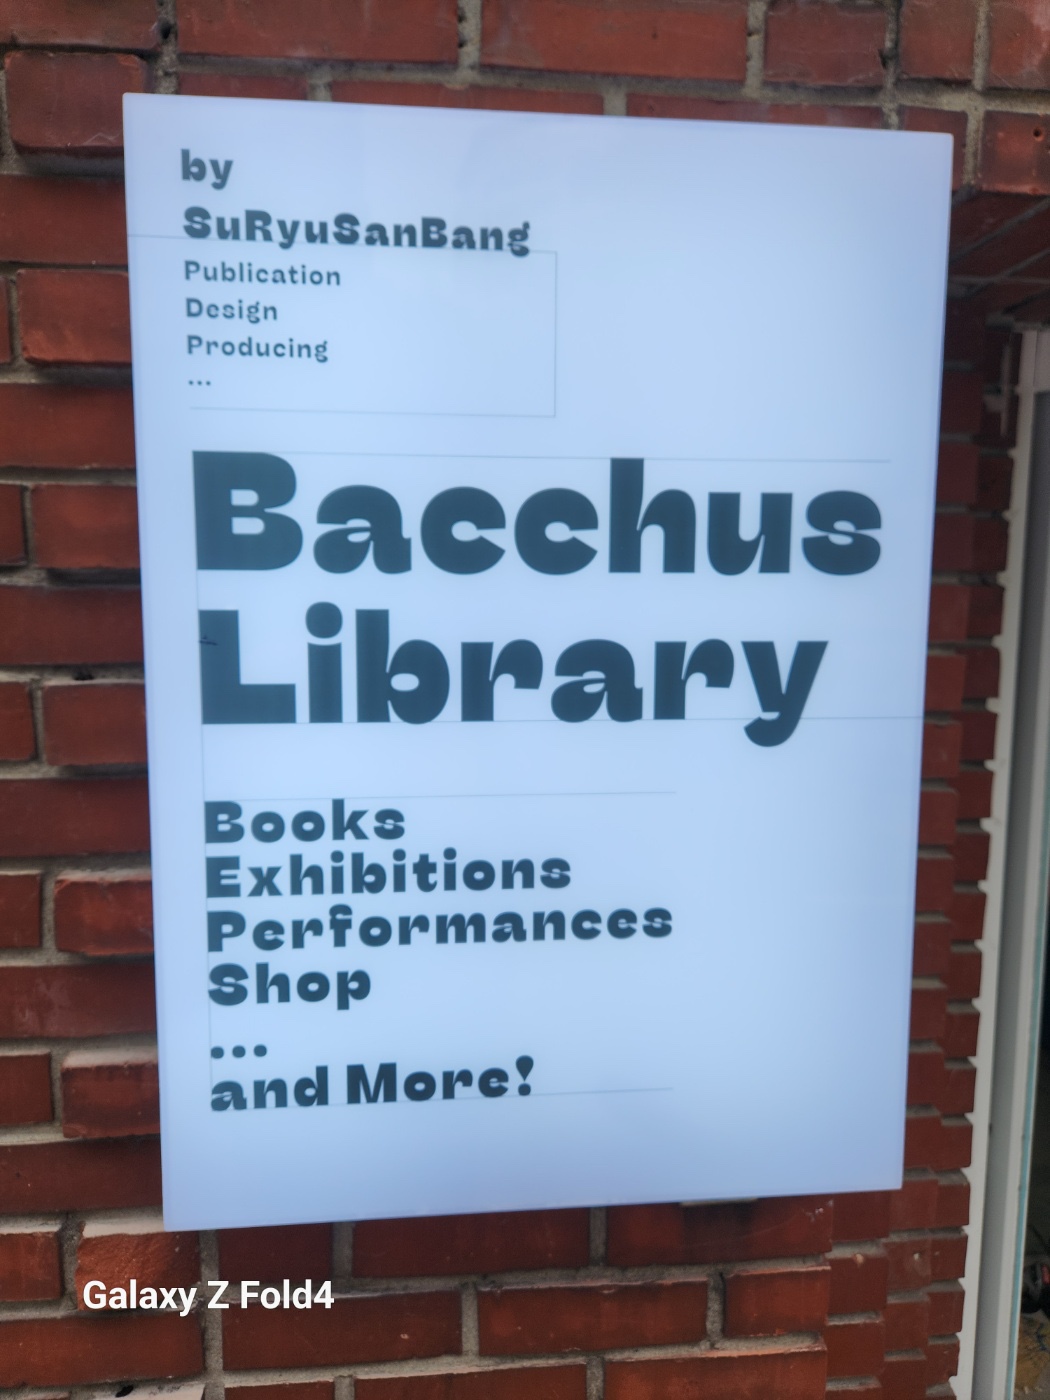 by
SuRyuSanBang
Publication
Design
Producing
...
Bacchus
Library
Books
Exhibitions
Performances
Shop
...
and More!
Galaxy Z Fold4